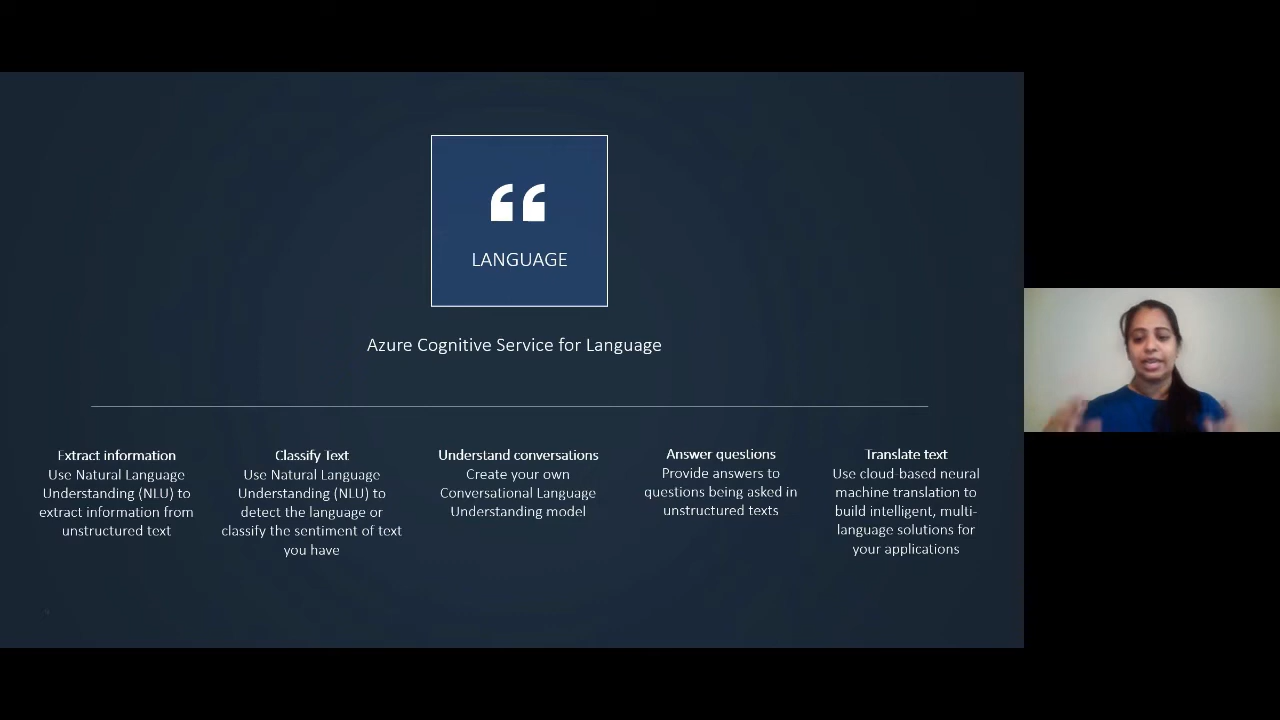 LANGUAGE
Azure Cognitive Service for Language
Extract information
Use Natural Language
Understanding (NLU) to
extract information from
unstructured text
Classify Text
Use Natural Language
Understanding (NLU) to
detect the language or
classify the sentiment of text
you have
Understand conversations
Create your own
Conversational Language
Understanding model
Answer questions
Provide answers to
questions being asked in
unstructured texts
Translate text
Use cloud-based neural
machine translation to
build intelligent, multi-
language solutions for
your applications